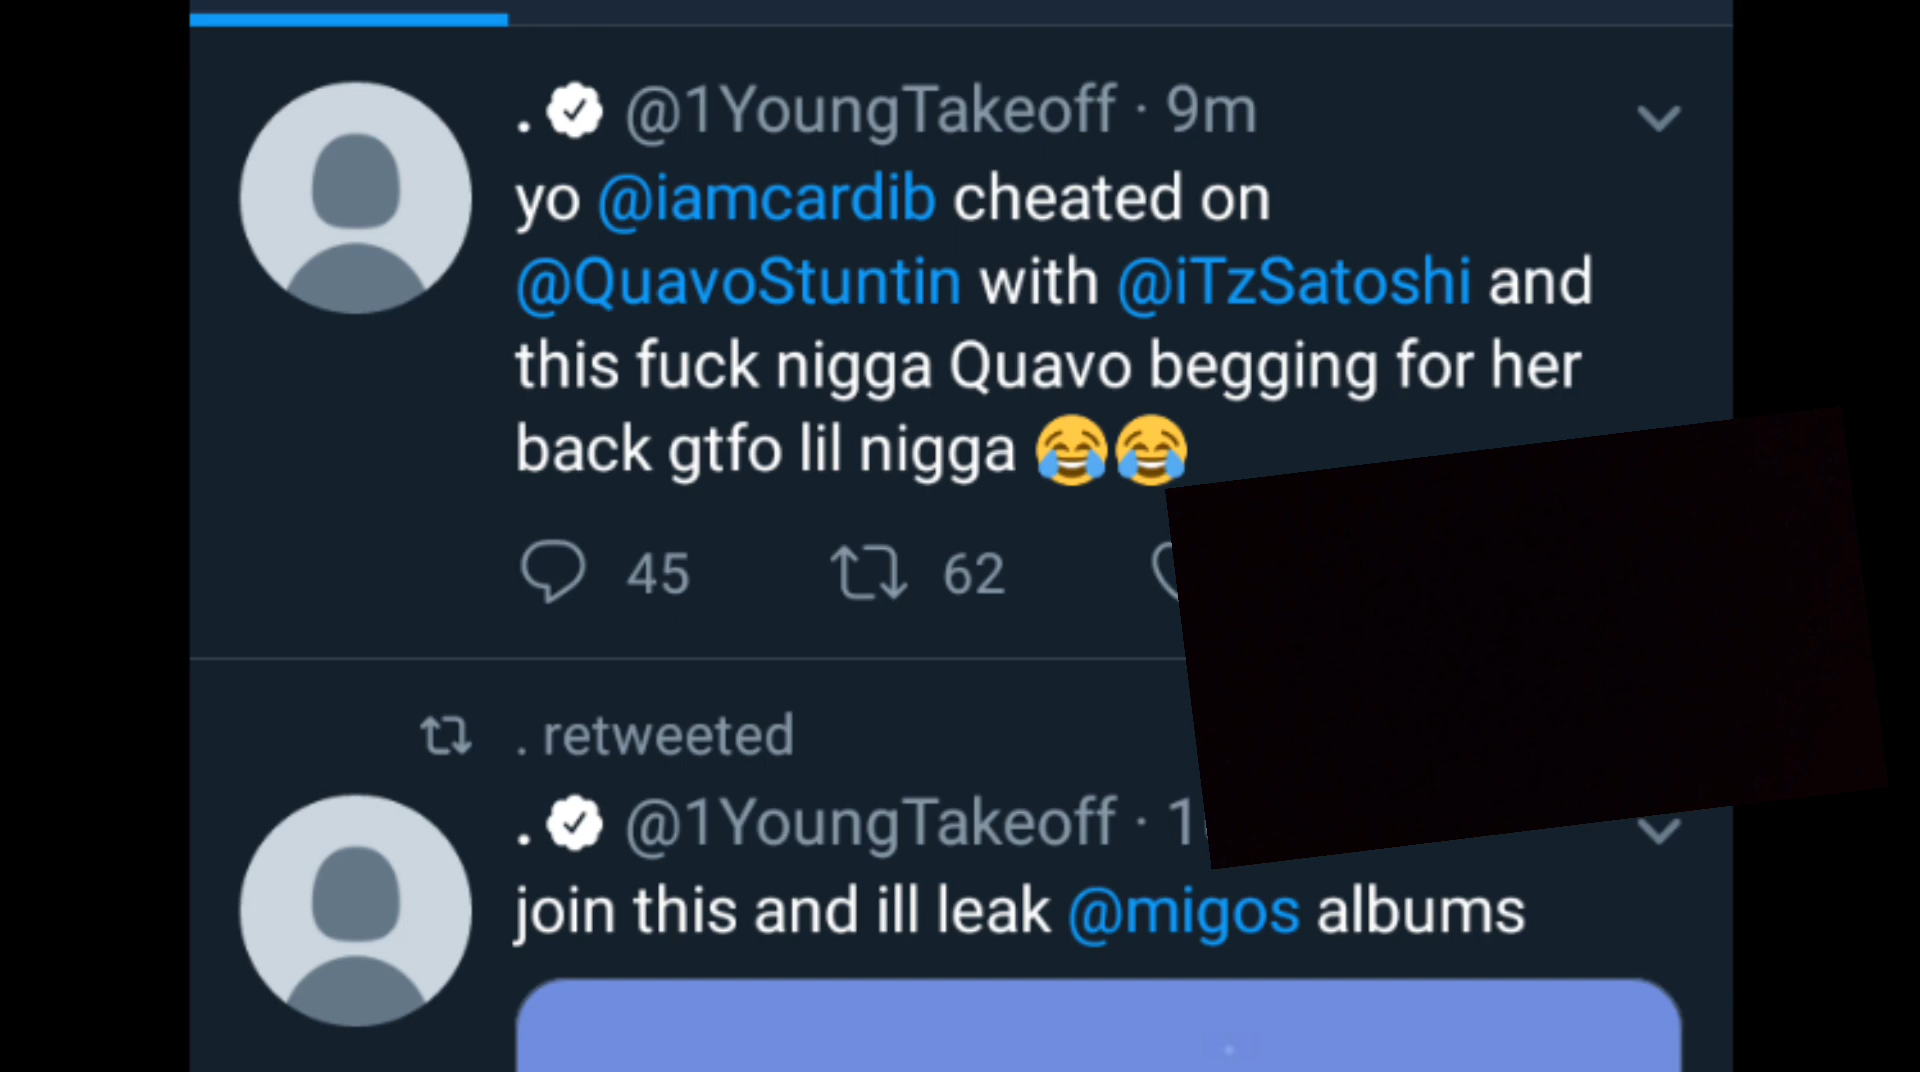 . @1YoungTakeoff · 9m
yo @iamcardib cheated on
@QuavoStuntin with @iTzSatoshi and
this fuck nigga Quavo begging for her
back gtfo lil nigga 😂😂
45 62
. retweeted
. @1YoungTakeoff · 1
join this and ill leak @migos albums